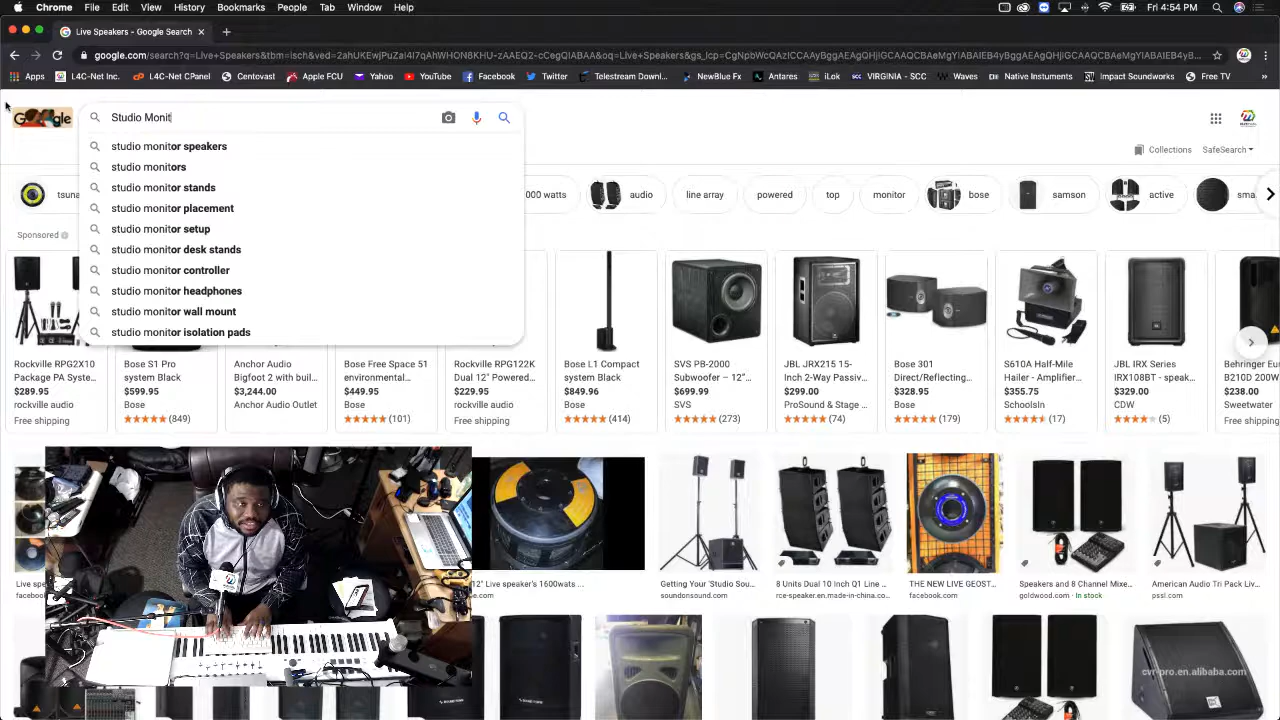 Chrome File Edit View History Bookmarks People Tab Window Help
Fri 4:54 PM
Live Speakers - Google Search
Apps L4C-Net Inc. L4C-Net CPanel Centovast Apple FCU Yahoo YouTube Facebook Twitter Telestream Down... NewBlue Fx Antares iLok VIRGINIA - SCC Waves Native Instuments Impact Soundworks Free TV
Studio Monit
studio monitor speakers
studio monitors
studio monitor stands
studio monitor placement
studio monitor setup
studio monitor desk stands
studio monitor controller
studio monitor headphones
studio monitor wall mount
studio monitor isolation pads
Collections SafeSearch
tsuna 000 watts audio line array powered top monitor bose samson active sma
Sponsored
Rockville RPG2X10
Package PA Syste...
$289.95
rockville audio
Free shipping
Bose S1 Pro
system Black
$599.95
Bose
(849)
Anchor Audio
Bigfoot 2 with buil...
$3,244.00
Anchor Audio Outlet
Bose Free Space 51
environmental...
$449.95
Bose
(101)
Rockville RPG122K
Dual 12" Powered...
$229.95
rockville audio
Free shipping
Bose L1 Compact
system Black
$849.96
Bose
(414)
SVS PB-2000
Subwoofer – 12"...
$699.99
SVS
(273)
JBL JRX215 15-
Inch 2-Way Passiv...
$299.00
ProSound & Stage ...
(74)
Bose 301
Direct/Reflecting...
$328.95
Bose
(179)
S610A Half-Mile
Hailer - Amplifier...
$355.75
SchoolsIn
(17)
JBL IRX Series
IRX108BT - speak...
$329.00
CDW
(5)
Behringer Eur
B210D 200W
$238.00
Sweetwater
Free shipping
Live spe
facebook
12" Live speaker's 1600wats ...
e.com
Getting Your 'Studio Sou...
soundonsound.com
8 Units Dual 10 Inch Q1 Line ...
rce-speaker.en.made-in-china.co...
THE NEW LIVE GEOST...
facebook.com
Speakers and 8 Channel Mixe...
goldwood.com · In stock
American Audio Tri Pack Liv...
pssl.com
cvr-pro.en.alibaba.com